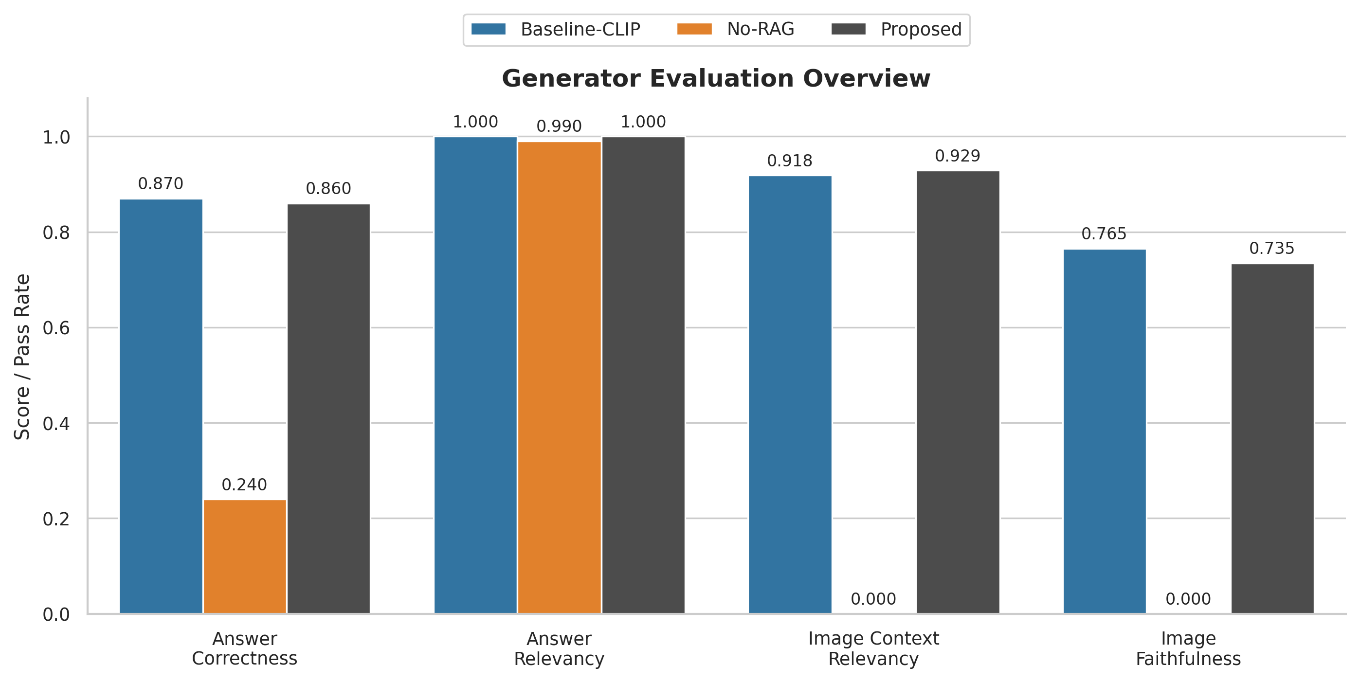 Baseline-CLIP No-RAG Proposed
Generator Evaluation Overview
Score / Pass Rate
1.0
0.8
0.6
0.4
0.2
0.0
0.870
0.240
0.860
1.000
0.990
1.000
0.918
0.000
0.929
0.765
0.000
0.735
Answer
Correctness
Answer
Relevancy
Image Context
Relevancy
Image
Faithfulness